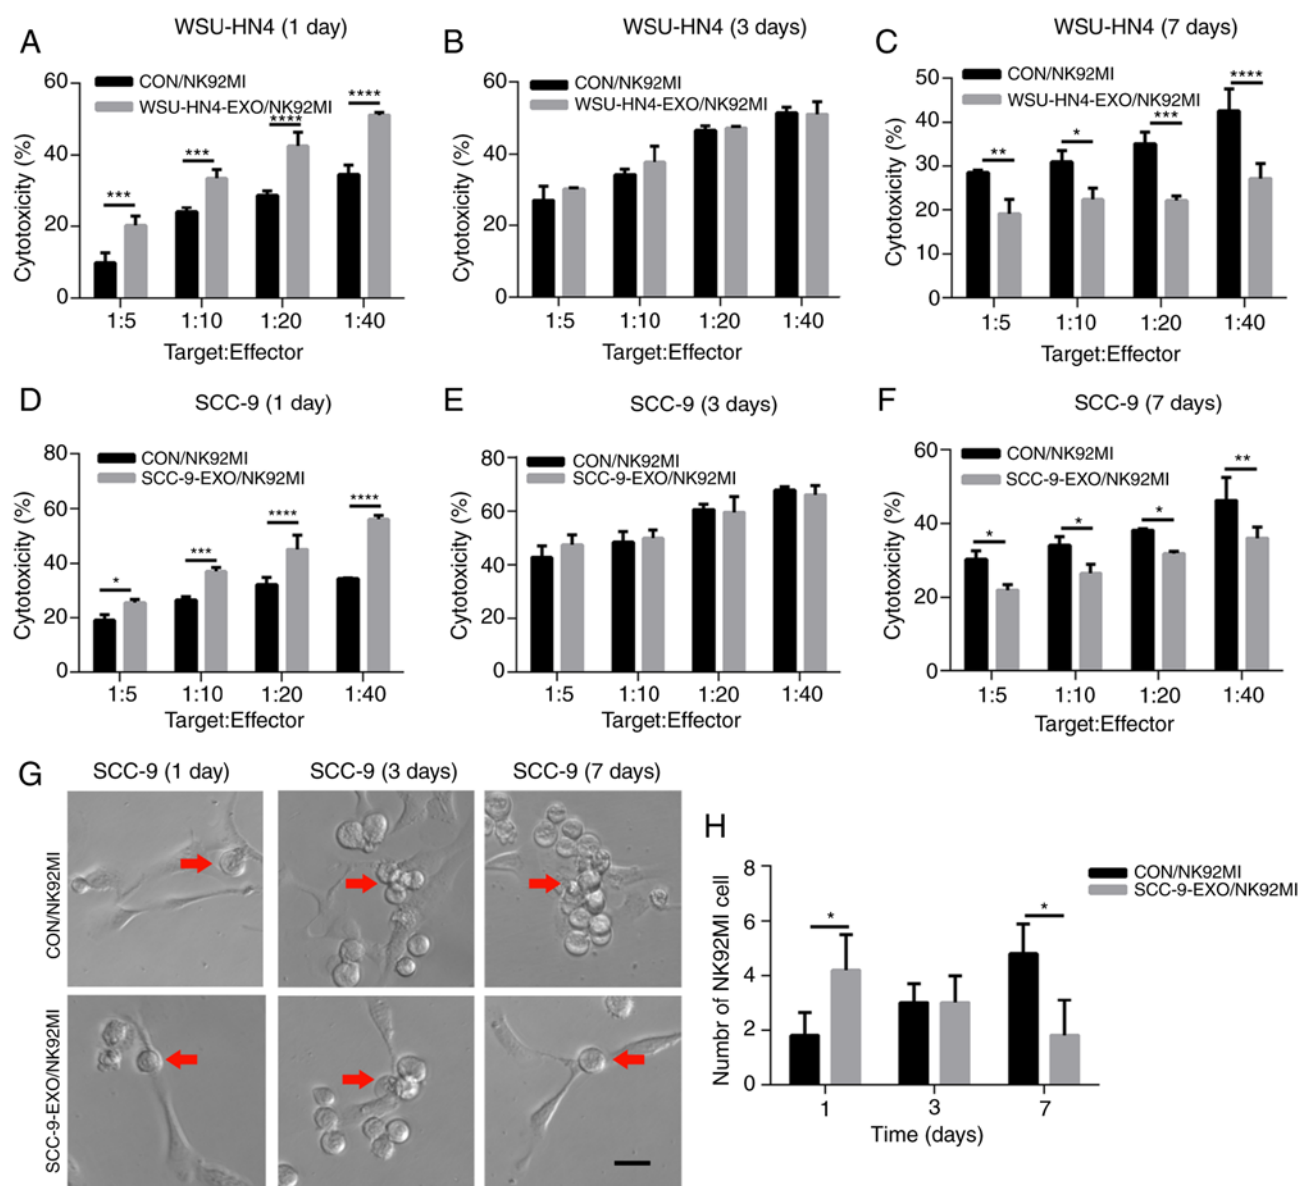 A
WSU-HN4 (1 day)
CON/NK92MI
WSU-HN4-EXO/NK92MI
Cytotoxicity (%)
60
40
20
0
***
***
****
****
1:5 1:10 1:20 1:40
Target:Effector
B
WSU-HN4 (3 days)
CON/NK92MI
WSU-HN4-EXO/NK92MI
Cytotoxicity (%)
60
40
20
0
1:5 1:10 1:20 1:40
Target:Effector
C
WSU-HN4 (7 days)
CON/NK92MI
WSU-HN4-EXO/NK92MI
Cytotoxicity (%)
50
40
30
20
10
0
**
*
***
****
1:5 1:10 1:20 1:40
Target:Effector
D
SCC-9 (1 day)
CON/NK92MI
SCC-9-EXO/NK92MI
Cytotoxicity (%)
80
60
40
20
0
*
***
****
****
1:5 1:10 1:20 1:40
Target:Effector
E
SCC-9 (3 days)
CON/NK92MI
SCC-9-EXO/NK92MI
Cytotoxicity (%)
80
60
40
20
0
1:5 1:10 1:20 1:40
Target:Effector
F
SCC-9 (7 days)
CON/NK92MI
SCC-9-EXO/NK92MI
Cytotoxicity (%)
60
40
20
0
*
*
*
**
1:5 1:10 1:20 1:40
Target:Effector
G
SCC-9 (1 day) SCC-9 (3 days) SCC-9 (7 days)
CON/NK92MI
SCC-9-EXO/NK92MI
H
CON/NK92MI
SCC-9-EXO/NK92MI
Numbr of NK92MI cell
8
6
4
2
0
*
*
1 3 7
Time (days)